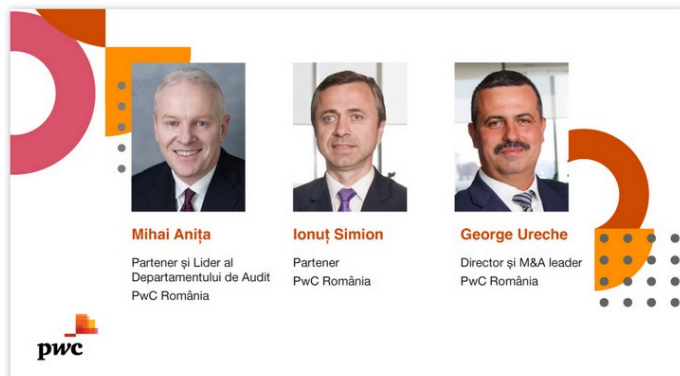 Mihai Anița
Partener și Lider al
Departamentului de Audit
PwC România
Ionuț Simion
Partener
PwC România
George Ureche
Director și M&A leader
PwC România
pwc